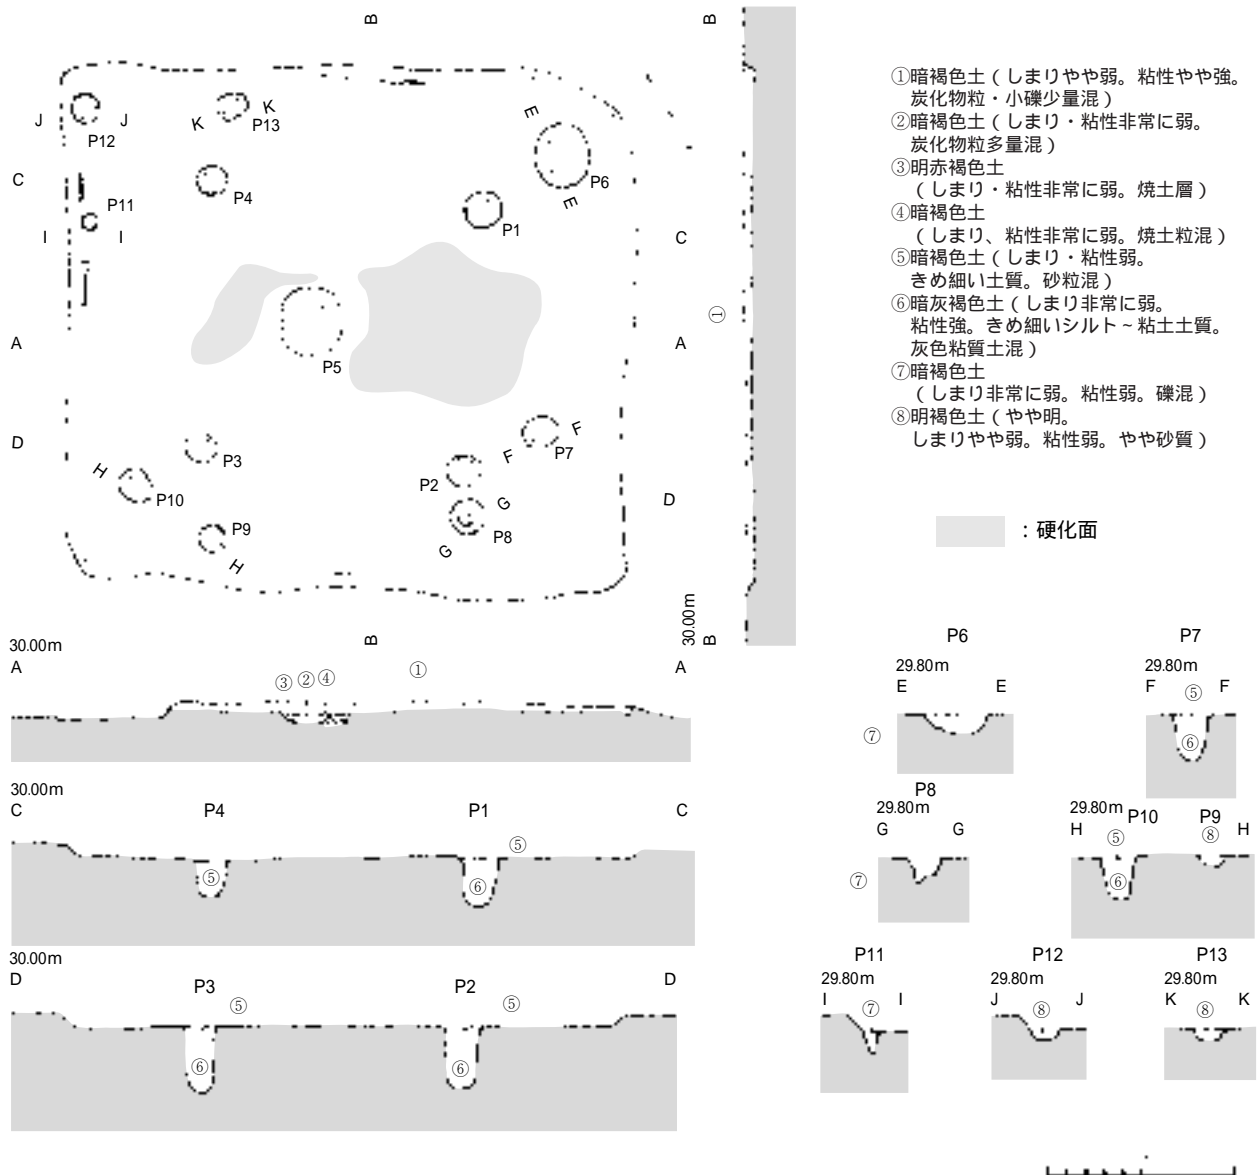 B
B
①暗褐色土（しまりやや弱。粘性やや強。
炭化物粒・小礫少量混）
②暗褐色土（しまり・粘性非常に弱。
炭化物粒多量混）
③明赤褐色土
（しまり・粘性非常に弱。焼土層）
④暗褐色土
（しまり、粘性非常に弱。焼土粒混）
⑤暗褐色土（しまり・粘性弱。
きめ細い土質。砂粒混）
⑥暗灰褐色土（しまり非常に弱。
粘性強。きめ細いシルト～粘土土質。
灰色粘質土混）
⑦暗褐色土
（しまり非常に弱。粘性弱。礫混）
⑧明褐色土（やや明。
しまりやや弱。粘性弱。やや砂質）
：硬化面
J J
P12
K K
P13
E
E
P6
C
P4
P11
I I
P1
C
①
A
P5
A
D
P3
F F
P7
P2
H
P10
G
G
P8
D
P9
H
30.00m
B
B
30.00m
A
③②④
①
A
30.00m
C
P4
P1
C
⑤
⑤
⑥
30.00m
D
P3
P2
D
⑤
⑤
⑥
⑥
P6
29.80m
E E
⑦
P7
29.80m
F F
⑤
⑥
P8
29.80m
G G
⑦
29.80m
P10 P9
H H
⑤
⑧
⑥
P11
29.80m
I I
⑦
P12
29.80m
J J
⑧
P13
29.80m
K K
⑧